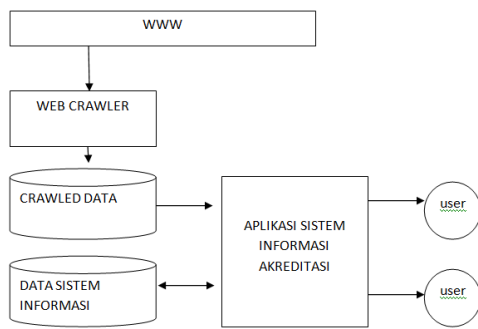 WWW
WEB CRAWLER
CRAWLED DATA
APLIKASI SISTEM
INFORMASI
AKREDITASI
user
DATA SISTEM
INFORMASI
user